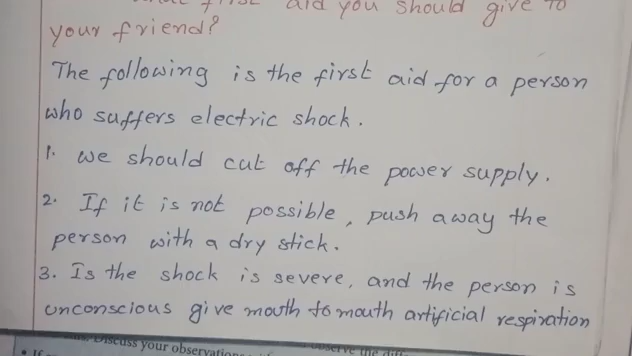 first aid you should give to
your friend?
The following is the first aid for a person
who suffers electric shock.
1. we should cut off the power supply.
2. If it is not possible, push away the
person with a dry stick.
3. Is the shock is severe, and the person is
unconscious give mouth to mouth artificial respiration
Discuss your observations